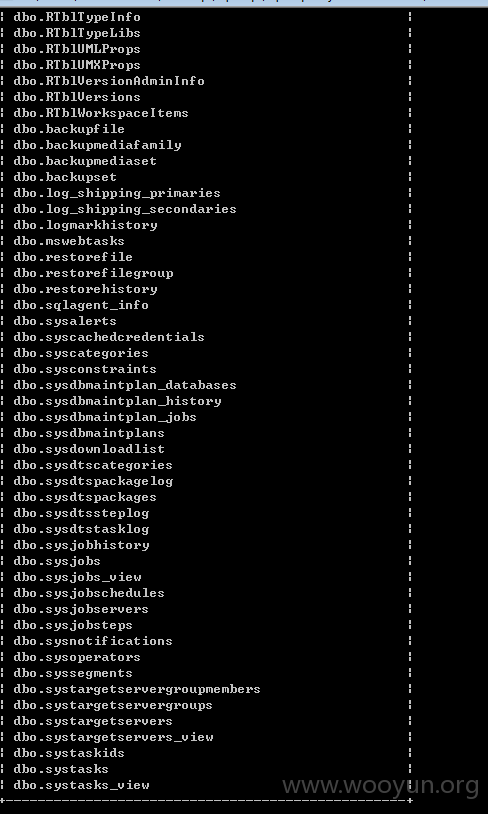 dbo.RTblTypeInfo
dbo.RTblTypeLibs
dbo.RTblUMLProps
dbo.RTblUMXProps
dbo.RTblVersionAdminInfo
dbo.RTblVersions
dbo.RTblWorkspaceItems
dbo.backupfile
dbo.backupmediafamily
dbo.backupmediaset
dbo.backupset
dbo.log_shipping_primaries
dbo.log_shipping_secondaries
dbo.logmarkhistory
dbo.mswebtasks
dbo.restorefile
dbo.restorefilegroup
dbo.restorehistory
dbo.sqlagent_info
dbo.sysalerts
dbo.syscachedcredentials
dbo.syscategories
dbo.sysconstraints
dbo.sysdbmaintplan_databases
dbo.sysdbmaintplan_history
dbo.sysdbmaintplan_jobs
dbo.sysdbmaintplans
dbo.sysdownloadlist
dbo.sysdtscategories
dbo.sysdtspackagelog
dbo.sysdtspackages
dbo.sysdtssteplog
dbo.sysdtstasklog
dbo.sysjobhistory
dbo.sysjobs
dbo.sysjobs_view
dbo.sysjobschedules
dbo.sysjobservers
dbo.sysjobsteps
dbo.sysnotifications
dbo.sysoperators
dbo.syssegments
dbo.systargetservergroupmembers
dbo.systargetservergroups
dbo.systargetservers
dbo.systargetservers_view
dbo.systaskids
dbo.systasks
dbo.systasks_view
www.wooyun.org